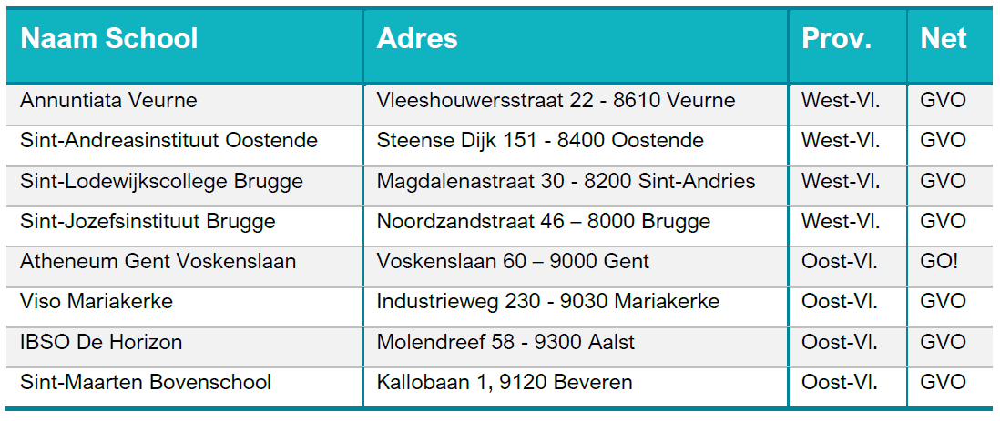 Naam School Adres Prov. Net
Annuntiata Veurne Vleeshouwersstraat 22 - 8610 Veurne West-Vl. GVO
Sint-Andreasinstituut Oostende Steense Dijk 151 - 8400 Oostende West-Vl. GVO
Sint-Lodewijkscollege Brugge Magdalenastraat 30 - 8200 Sint-Andries West-Vl. GVO
Sint-Jozefsinstituut Brugge Noordzandstraat 46 – 8000 Brugge West-Vl. GVO
Atheneum Gent Voskenslaan Voskenslaan 60 – 9000 Gent Oost-Vl. GO!
Viso Mariakerke Industrieweg 230 - 9030 Mariakerke Oost-Vl. GVO
IBSO De Horizon Molendreef 58 - 9300 Aalst Oost-Vl. GVO
Sint-Maarten Bovenschool Kallobaan 1, 9120 Beveren Oost-Vl. GVO